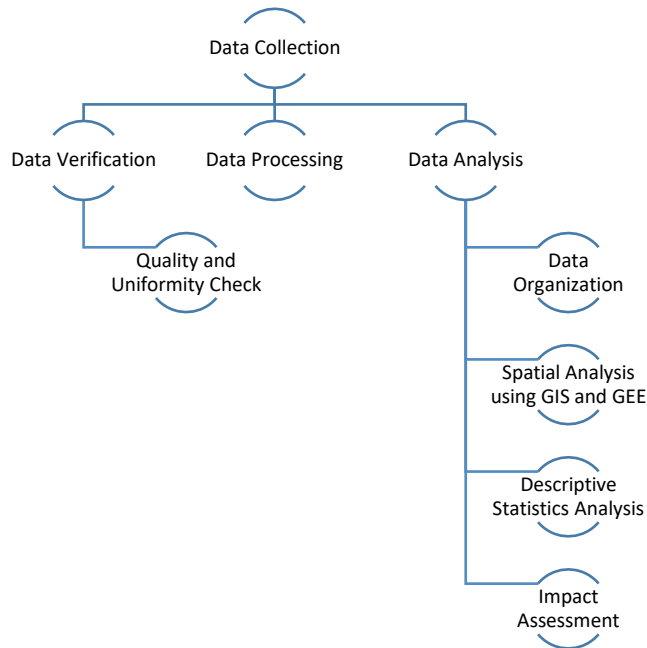 Data Collection
Data Verification
Data Processing
Data Analysis
Quality and
Uniformity Check
Data
Organization
Spatial Analysis
using GIS and GEE
Descriptive
Statistics Analysis
Impact
Assessment